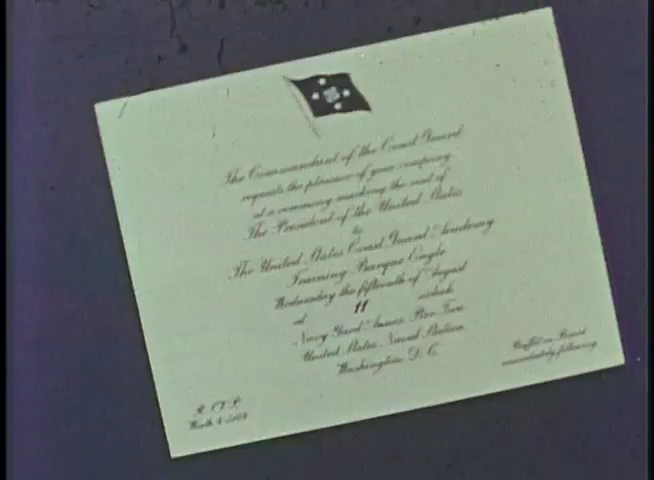 The Commandant of the Coast Guard
requests the pleasure of your company
at a ceremony marking the visit of
The President of the United States
to
The United States Coast Guard Academy
Training Barque Eagle
Wednesday the fifteenth of August
at 11 o'clock
Navy Yard Annex Pier Two
United States Naval Station
Washington D.C.
Buffet on Board
immediately following
R.S.V.P.